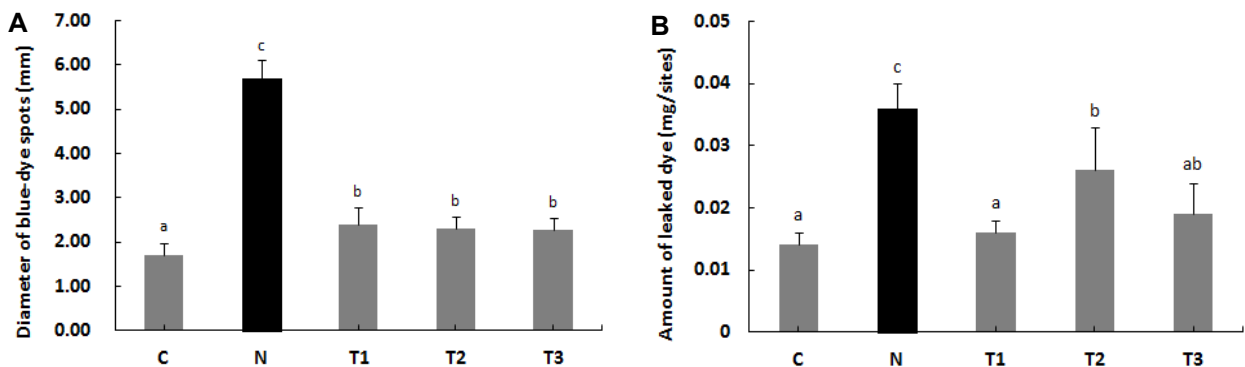 A
Diameter of blue-dye spots (mm)
7.00
6.00
5.00
4.00
3.00
2.00
1.00
0.00
a
c
b
b
b
C N T1 T2 T3
B
Amount of leaked dye (mg/sites)
0.05
0.04
0.03
0.02
0.01
0
a
c
a
b
ab
C N T1 T2 T3